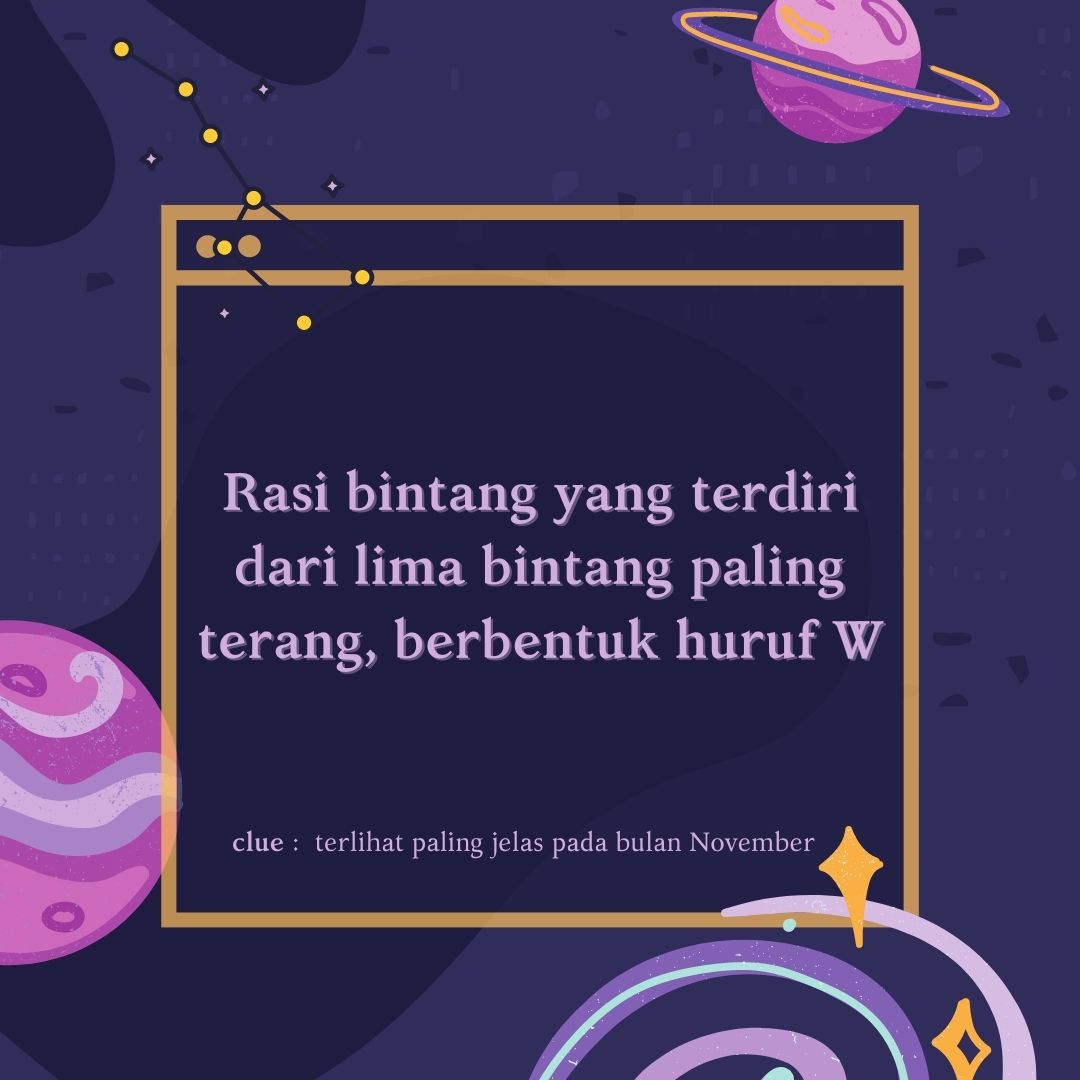 Rasi bintang yang terdiri
dari lima bintang paling
terang, berbentuk huruf W
clue : terlihat paling jelas pada bulan November